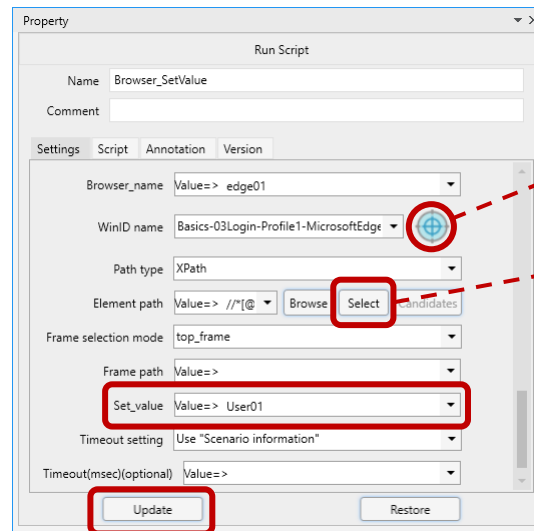 Property
Run Script
Name Browser_SetValue
Comment
Settings Script Annotation Version
Browser_name Value=> edge01
WinID name Basics-03Login-Profile1-MicrosoftEdge
Path type XPath
Element path Value=> //*[@ Browse Select Candidates
Frame selection mode top_frame
Frame path Value=>
Set_value Value=> User01
Timeout setting Use "Scenario information"
Timeout(msec)(optional) Value=>
Update Restore